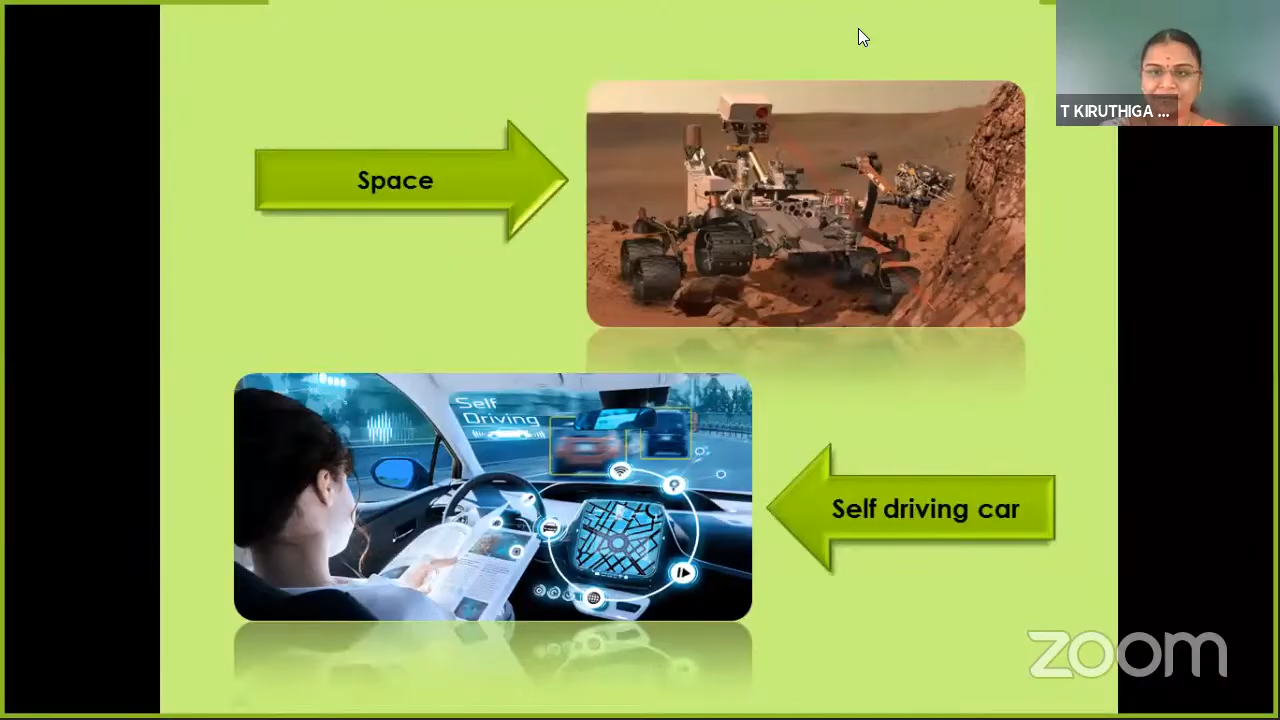 T KIRUTHIGA ...
Space
Self
Driving
Self driving car
zoom